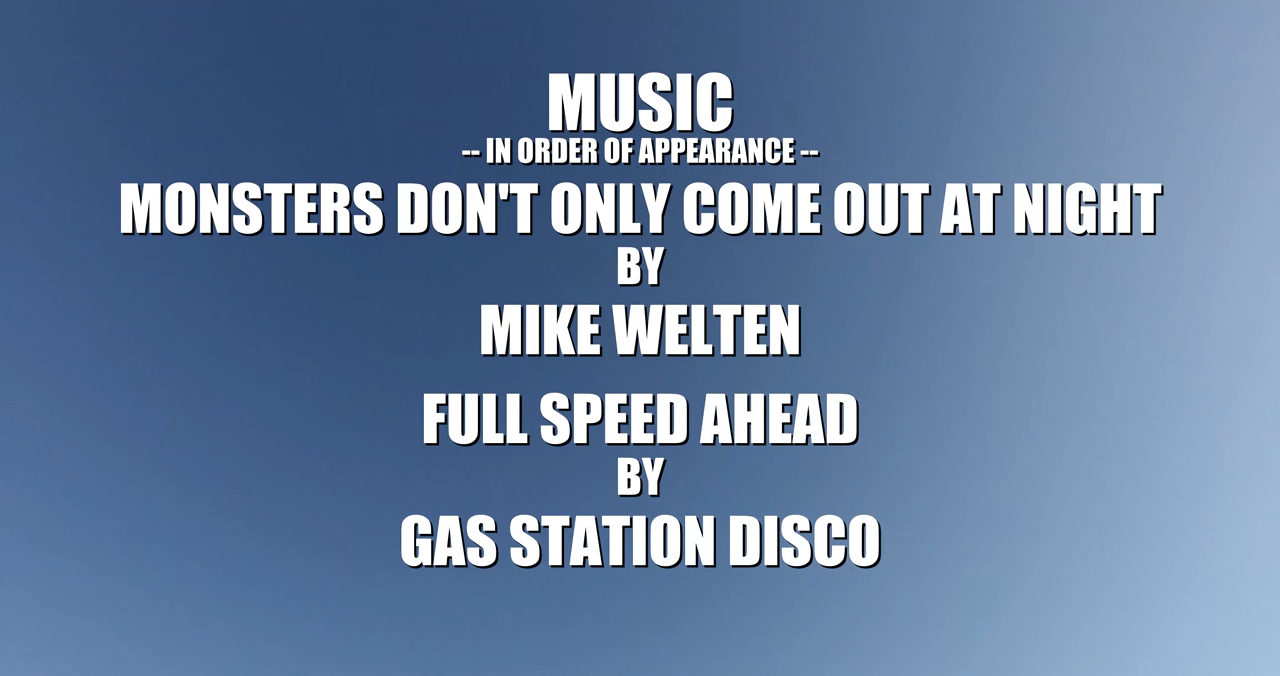 MUSIC
-- IN ORDER OF APPEARANCE --
MONSTERS DON'T ONLY COME OUT AT NIGHT
BY
MIKE WELTEN
FULL SPEED AHEAD
BY
GAS STATION DISCO